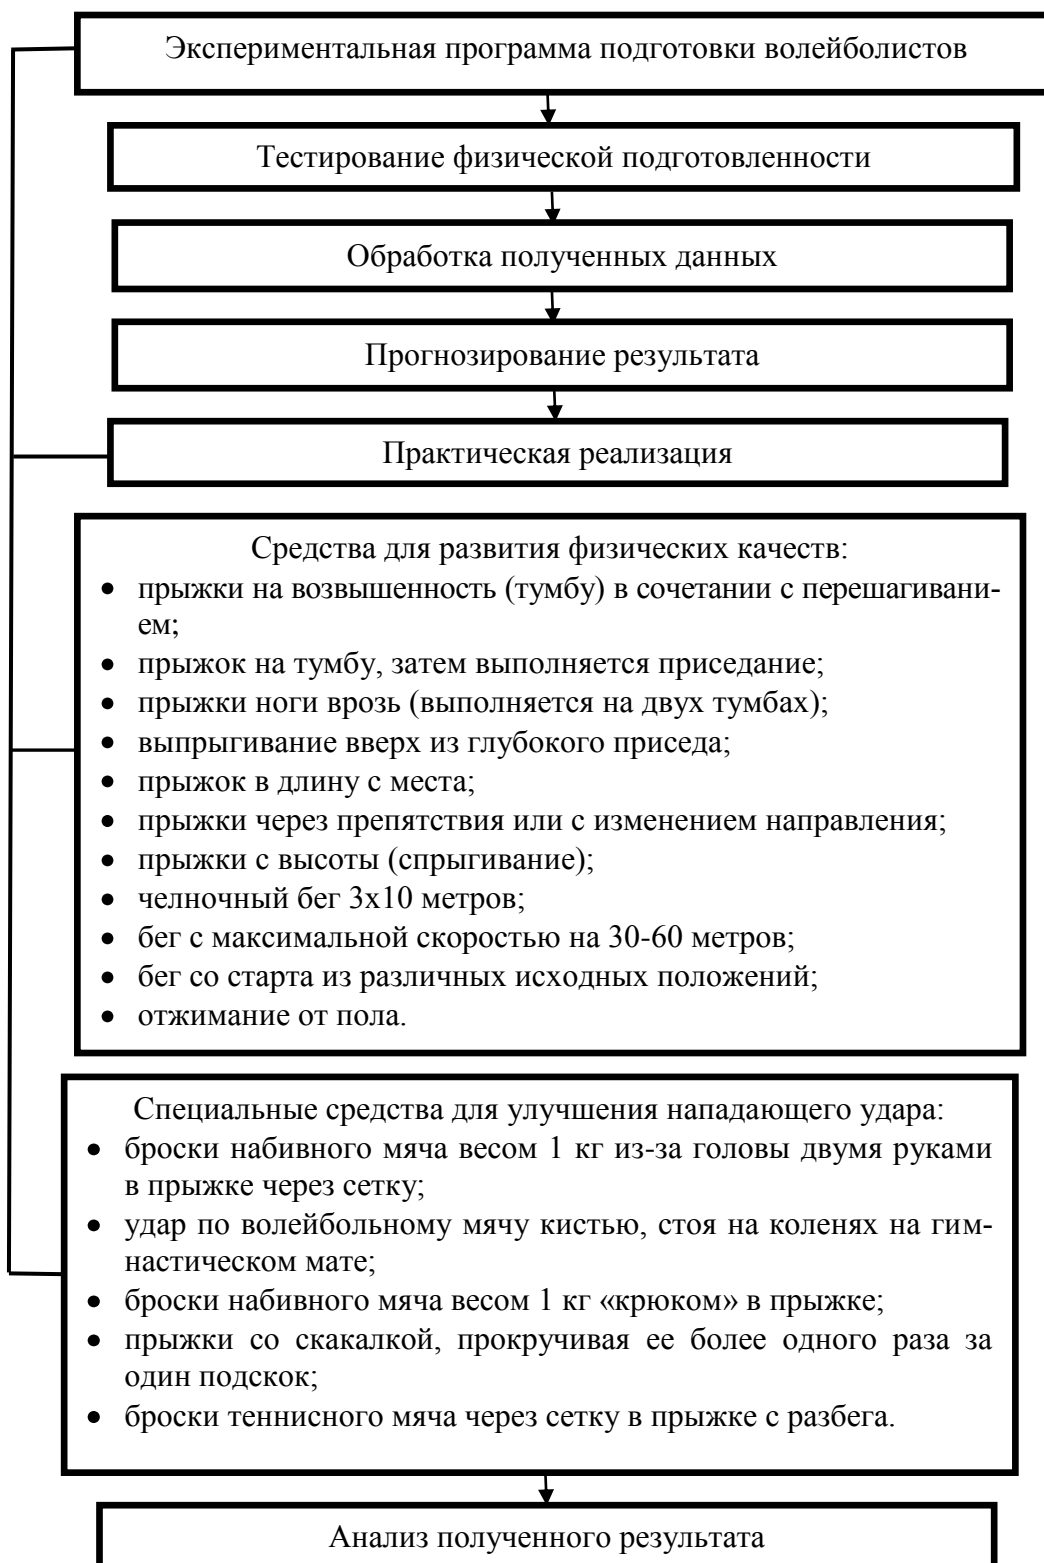 Экспериментальная программа подготовки волейболистов
Тестирование физической подготовленности
Обработка полученных данных
Прогнозирование результата
Практическая реализация
Средства для развития физических качеств:
• прыжки на возвышенность (тумбу) в сочетании с перешагивани-
ем;
• прыжок на тумбу, затем выполняется приседание;
• прыжки ноги врозь (выполняется на двух тумбах);
• выпрыгивание вверх из глубокого приседа;
• прыжок в длину с места;
• прыжки через препятствия или с изменением направления;
• прыжки с высоты (спрыгивание);
• челночный бег 3х10 метров;
• бег с максимальной скоростью на 30-60 метров;
• бег со старта из различных исходных положений;
• отжимание от пола.
Специальные средства для улучшения нападающего удара:
• броски набивного мяча весом 1 кг из-за головы двумя руками
в прыжке через сетку;
• удар по волейбольному мячу кистью, стоя на коленях на гим-
настическом мате;
• броски набивного мяча весом 1 кг «крюком» в прыжке;
• прыжки со скакалкой, прокручивая ее более одного раза за
один подскок;
• броски теннисного мяча через сетку в прыжке с разбега.
Анализ полученного результата